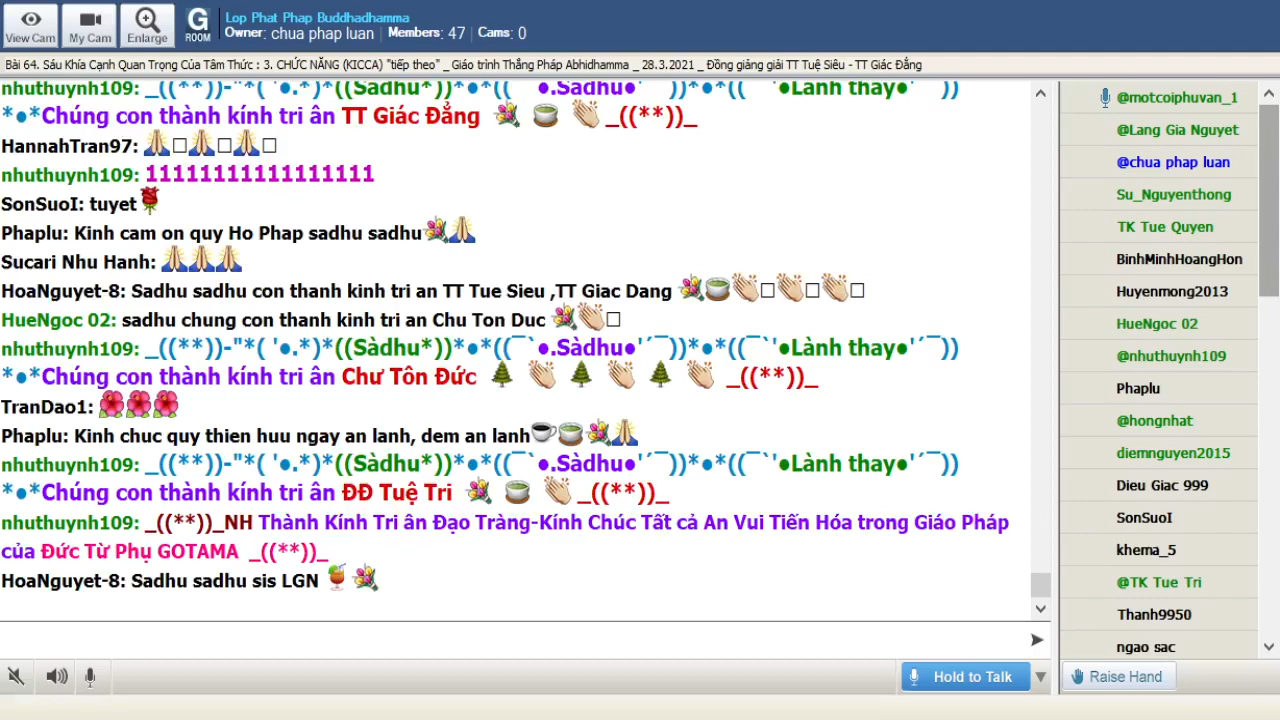 View Cam
My Cam
Enlarge
G
ROOM
Lop Phat Phap Buddhadhamma
Owner: chua phap luan | Members: 47 | Cams: 0
Bài 64. Sáu Khía Cạnh Quan Trọng Của Tâm Thức : 3. CHỨC NĂNG (KICCA) "tiếp theo" _ Giáo trình Thắng Pháp Abhidhamma _ 28.3.2021 _ Đồng giảng giải TT Tuệ Siêu - TT Giác Đẳng
nhuthuynh109: _((**))-"*( '●.*)*((Sàdhu*))*●*((¯`●.Sàdhu●'´¯))*●*((¯`'●Lành thay●'´¯))
*●*Chúng con thành kính tri ân TT Giác Đẳng 💐 🍵 👏 _((**))_
HannahTran97: 🙏□🙏□🙏□
nhuthuynh109: 11111111111111111
SonSuoI: tuyet🌹
Phaplu: Kinh cam on quy Ho Phap sadhu sadhu💐🙏
Sucari Nhu Hanh: 🙏🙏🙏
HoaNguyet-8: Sadhu sadhu con thanh kinh tri an TT Tue Sieu ,TT Giac Dang 💐🍵👏□👏□👏□
HueNgoc 02: sadhu chung con thanh kinh tri an Chu Ton Duc 💐👏□
nhuthuynh109: _((**))-"*( '●.*)*((Sàdhu*))*●*((¯`●.Sàdhu●'´¯))*●*((¯`'●Lành thay●'´¯))
*●*Chúng con thành kính tri ân Chư Tôn Đức 🌲 👏 🌲 👏 🌲 👏 _((**))_
TranDao1: 🌺🌺🌺
Phaplu: Kinh chuc quy thien huu ngay an lanh, dem an lanh☕🍵💐🙏
nhuthuynh109: _((**))-"*( '●.*)*((Sàdhu*))*●*((¯`●.Sàdhu●'´¯))*●*((¯`'●Lành thay●'´¯))
*●*Chúng con thành kính tri ân ĐĐ Tuệ Tri 💐 🍵 👏 _((**))_
nhuthuynh109: _((**))_NH Thành Kính Tri ân Đạo Tràng-Kính Chúc Tất cả An Vui Tiến Hóa trong Giáo Pháp
của Đức Từ Phụ GOTAMA _((**))_
HoaNguyet-8: Sadhu sadhu sis LGN 🍹💐
@motcoiphuvan_1
@Lang Gia Nguyet
@chua phap luan
Su_Nguyenthong
TK Tue Quyen
BinhMinhHoangHon
Huyenmong2013
HueNgoc 02
@nhuthuynh109
Phaplu
@hongnhat
diemnguyen2015
Dieu Giac 999
SonSuoI
khema_5
@TK Tue Tri
Thanh9950
ngao sac
Hold to Talk
Raise Hand